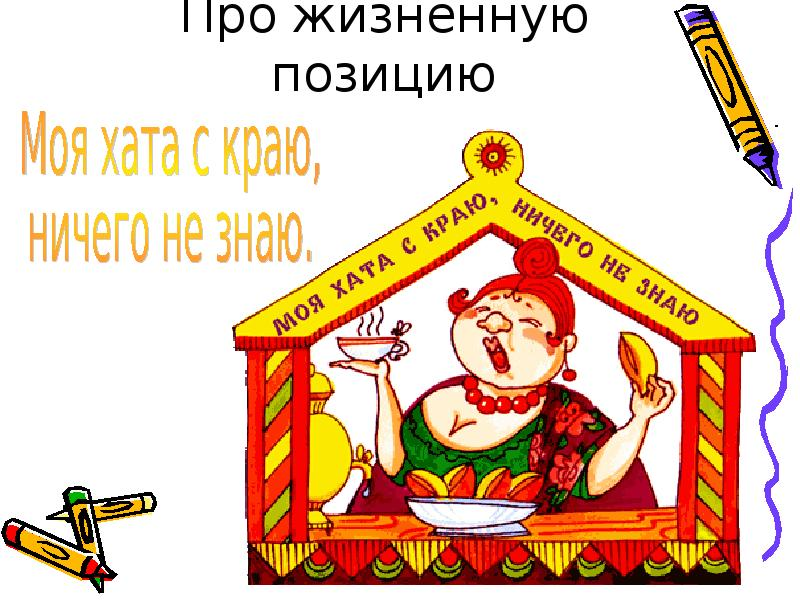 Про жизненную
позицию
Моя хата с краю,
ничего не знаю.
МОЯ ХАТА С КРАЮ, НИЧЕГО НЕ ЗНАЮ